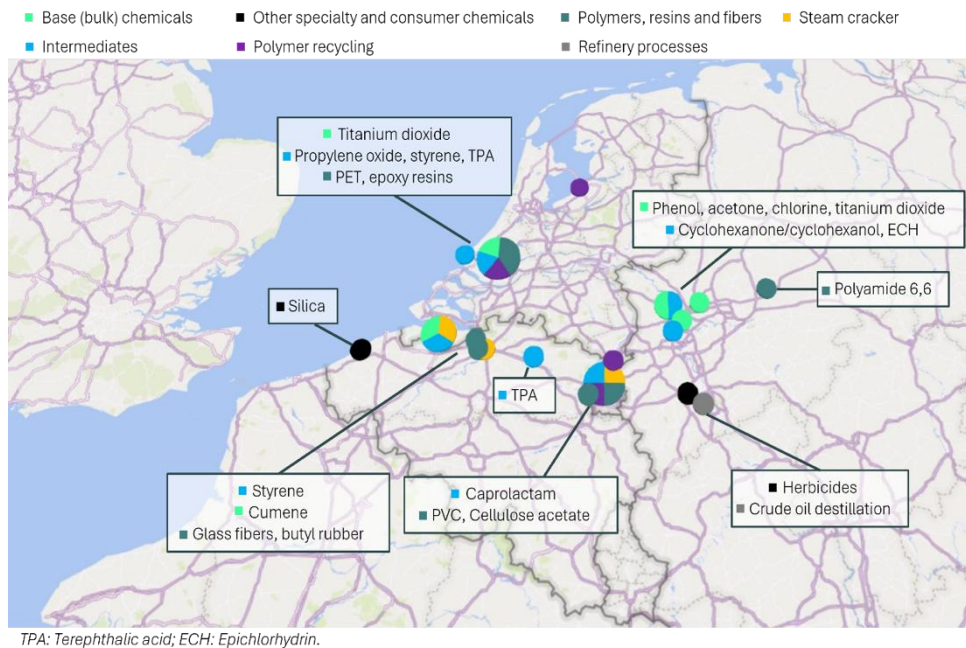 Base (bulk) chemicals
Other specialty and consumer chemicals
Polymers, resins and fibers
Steam cracker
Intermediates
Polymer recycling
Refinery processes
Titanium dioxide
Propylene oxide, styrene, TPA
PET, epoxy resins
Phenol, acetone, chlorine, titanium dioxide
Cyclohexanone/cyclohexanol, ECH
Polyamide 6,6
Silica
TPA
Styrene
Cumene
Glass fibers, butyl rubber
Caprolactam
PVC, Cellulose acetate
Herbicides
Crude oil destillation
TPA: Terephthalic acid; ECH: Epichlorhydrin.